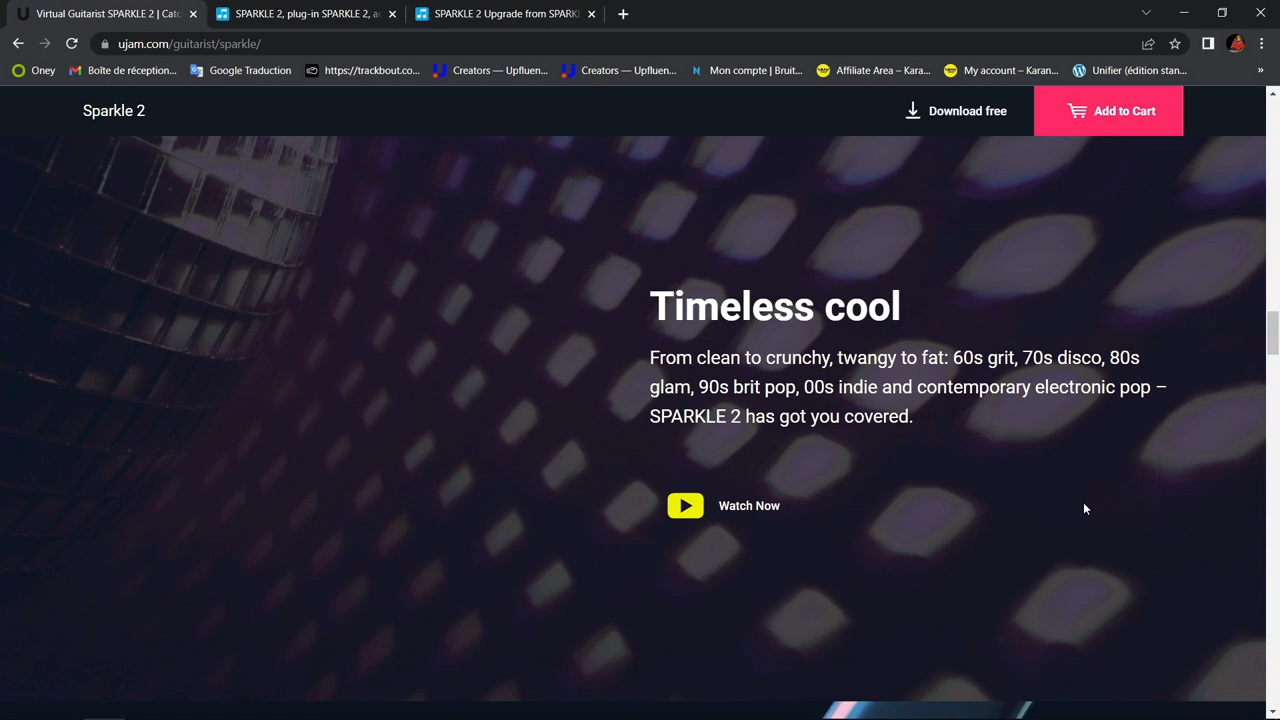 Virtual Guitarist SPARKLE 2 | Catc
SPARKLE 2, plug-in SPARKLE 2, ac
SPARKLE 2 Upgrade from SPARK
ujam.com/guitarist/sparkle/
Oney
Boîte de réception...
Google Traduction
https://trackhout.co...
Creators — Upfluen...
Creators — Upfluen...
Mon compte | Bruit...
Affiliate Area – Kara...
My account – Karan...
Unifier (édition stan...
»
Sparkle 2
Download free
Add to Cart
Timeless cool
From clean to crunchy, twangy to fat: 60s grit, 70s disco, 80s
glam, 90s brit pop, 00s indie and contemporary electronic pop –
SPARKLE 2 has got you covered.
Watch Now